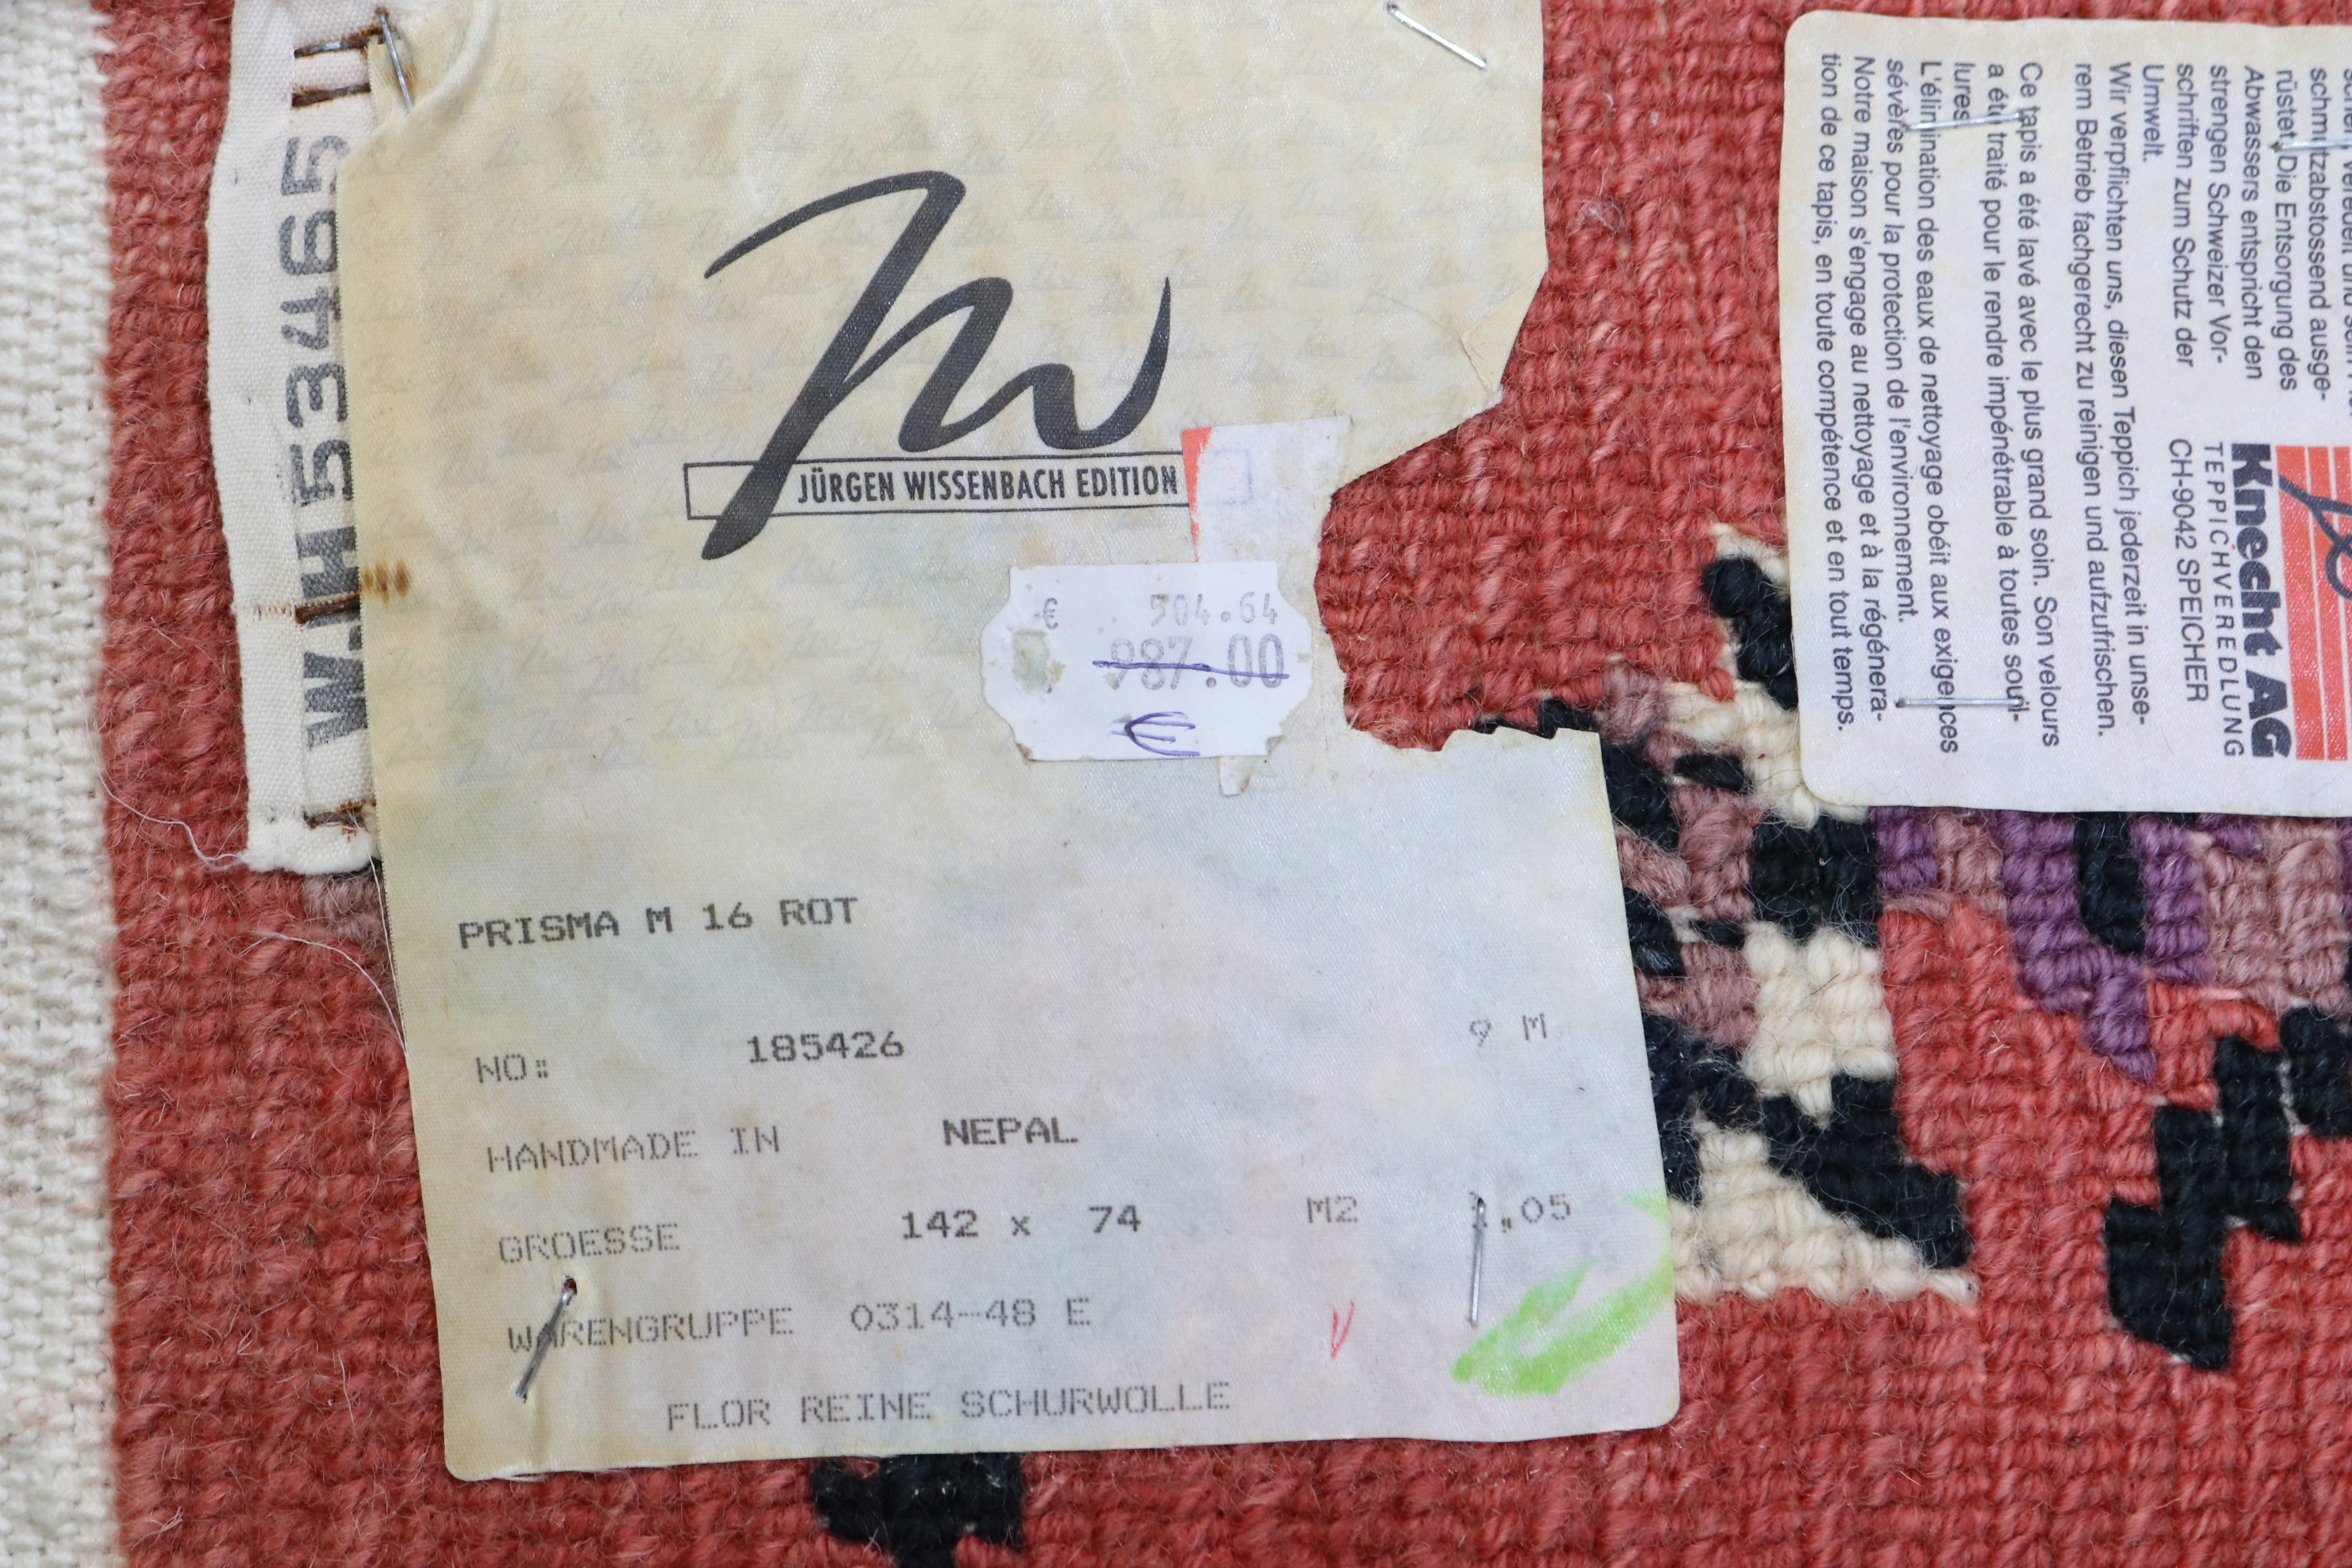 W.H 534651
JÜRGEN WISSENBACH EDITION
€ 504.64
987.00
€
PRISMA M 16 ROT
NO: 185426 9 M
HANDMADE IN NEPAL
GROESSE 142 x 74 M2 1.05
WARENGRUPPE 0314-48 E
FLOR REINE SCHURWOLLE
schmutzabstossend ausge-
rüstet. Die Entsorgung des
Abwassers entspricht den
strengen Schweizer Vor-
schriften zum Schutz der
Umwelt.
Wir verpflichten uns, diesen Teppich jederzeit in unse-
rem Betrieb fachgerecht zu reinigen und aufzufrischen.
Ce tapis a été lavé avec le plus grand soin. Son velours
a été traité pour le rendre impénétrable à toutes souil-
lures.
L'élimination des eaux de nettoyage obéit aux exigences
sévères pour la protection de l'environnement.
Notre maison s'engage au nettoyage et à la régénéra-
tion de ce tapis, en toute compétence et en tout temps.
Knecht AG
TEPPICHVEREDLUNG
CH-9042 SPEICHER